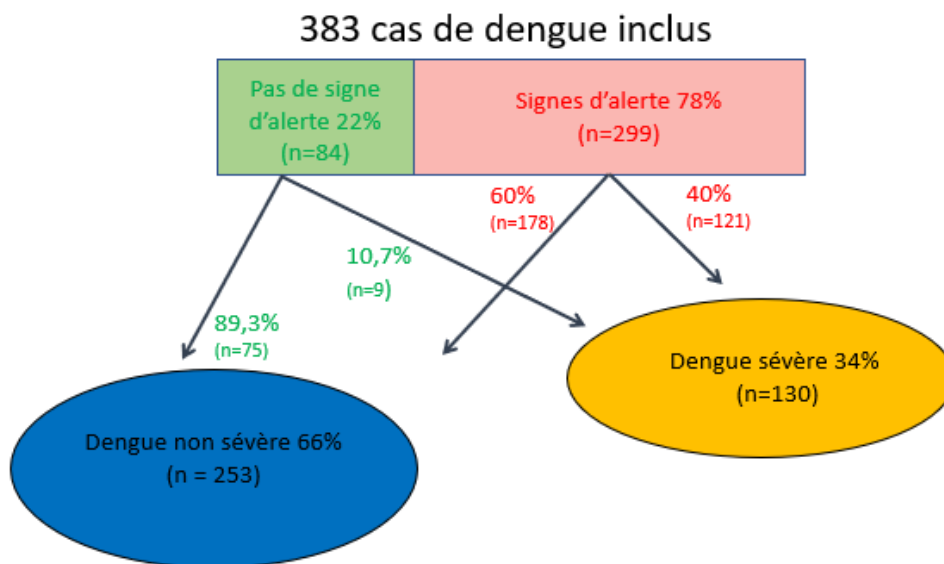 383 cas de dengue inclus
Pas de signe
d'alerte 22%
(n=84)
Signes d'alerte 78%
(n=299)
60%
(n=178)
40%
(n=121)
10,7%
(n=9)
89,3%
(n=75)
Dengue sévère 34%
(n=130)
Dengue non sévère 66%
(n = 253)